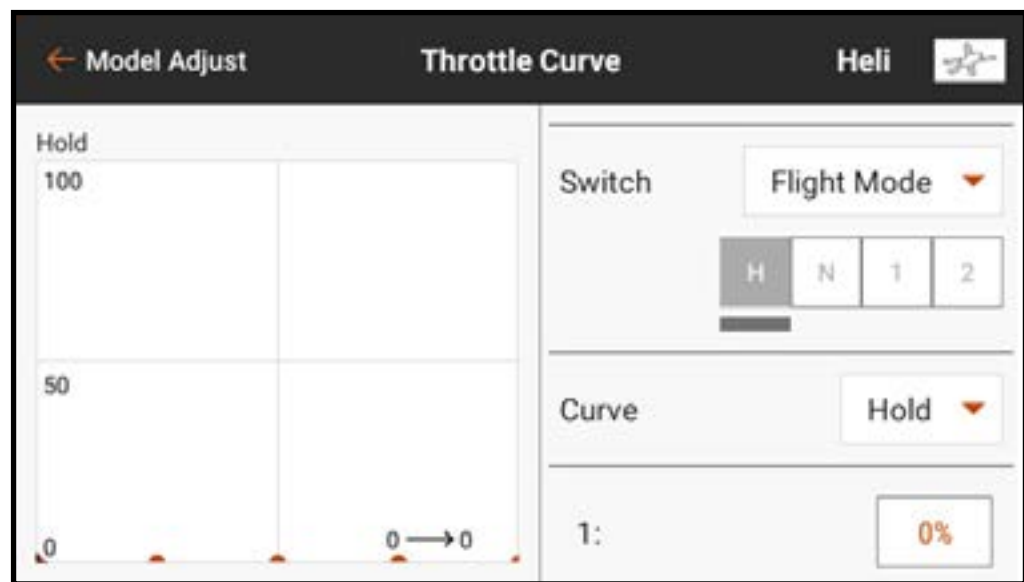 ← Model Adjust Throttle Curve Heli
Hold
100
50
0
0 → 0
Switch Flight Mode
H N 1 2
Curve Hold
1: 0%